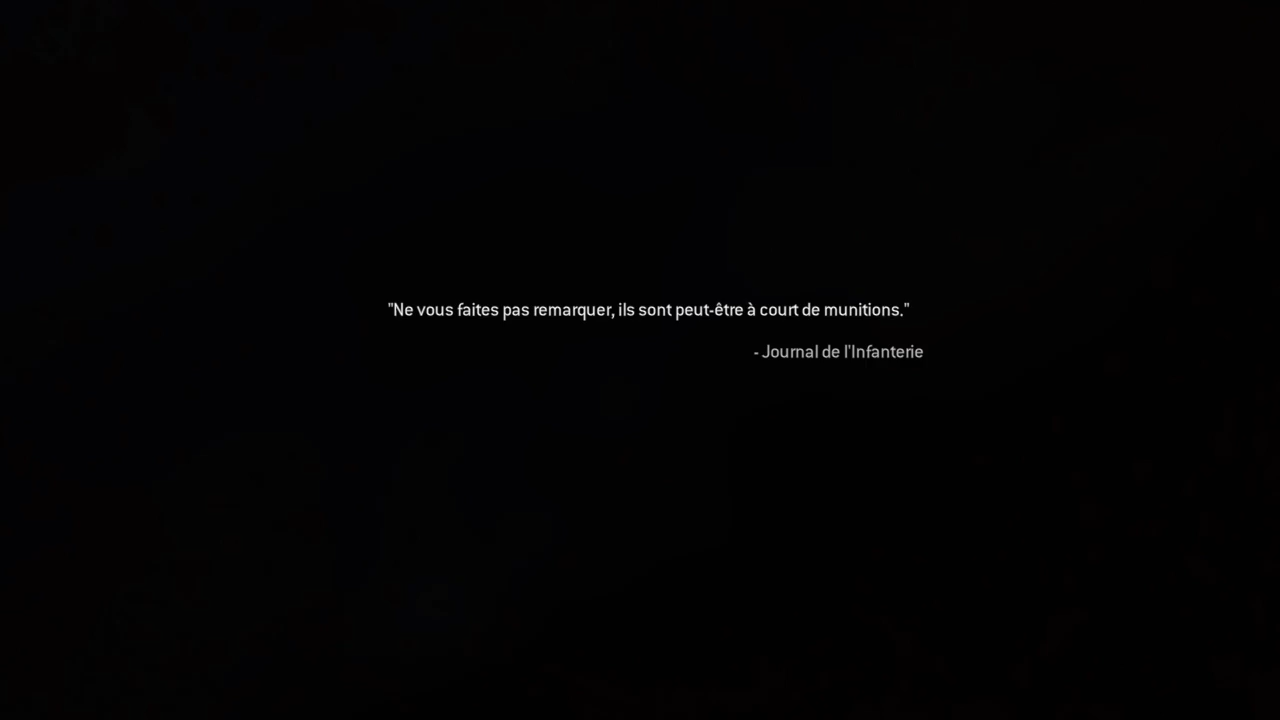 "Ne vous faites pas remarquer, ils sont peut-être à court de munitions."
- Journal de l'Infanterie